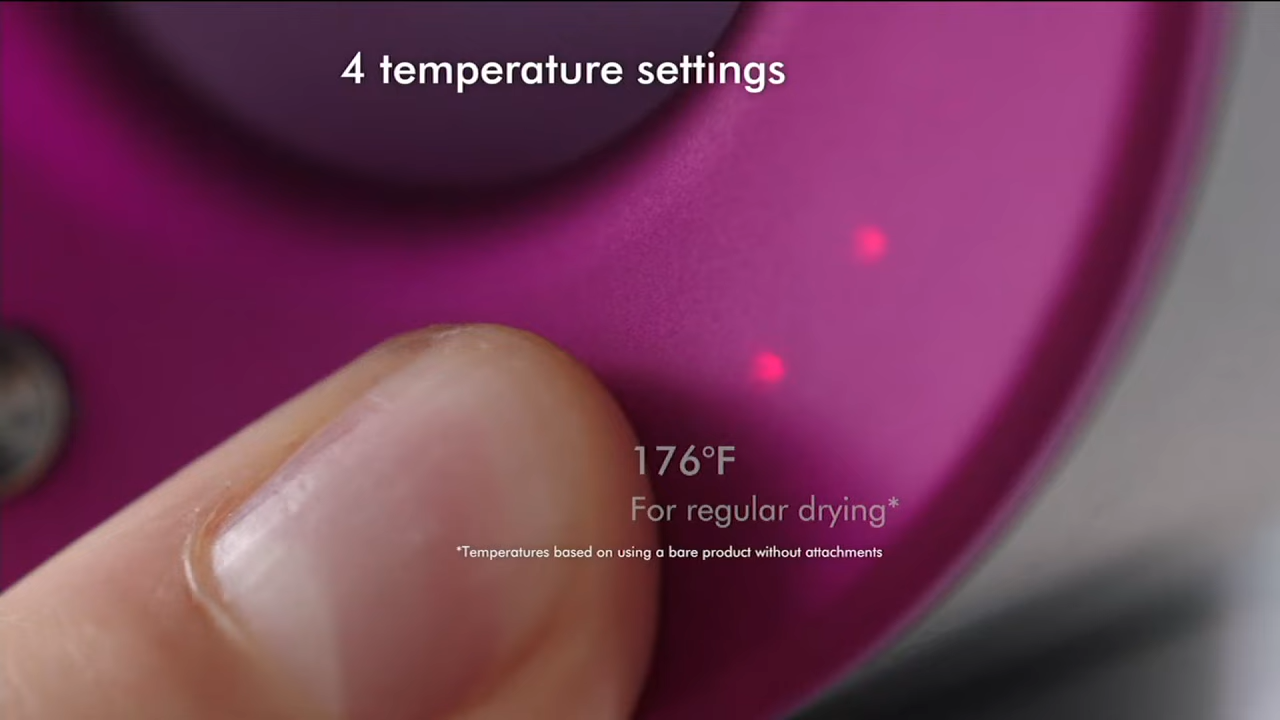 4 temperature settings
176°F
For regular drying*
*Temperatures based on using a bare product without attachments